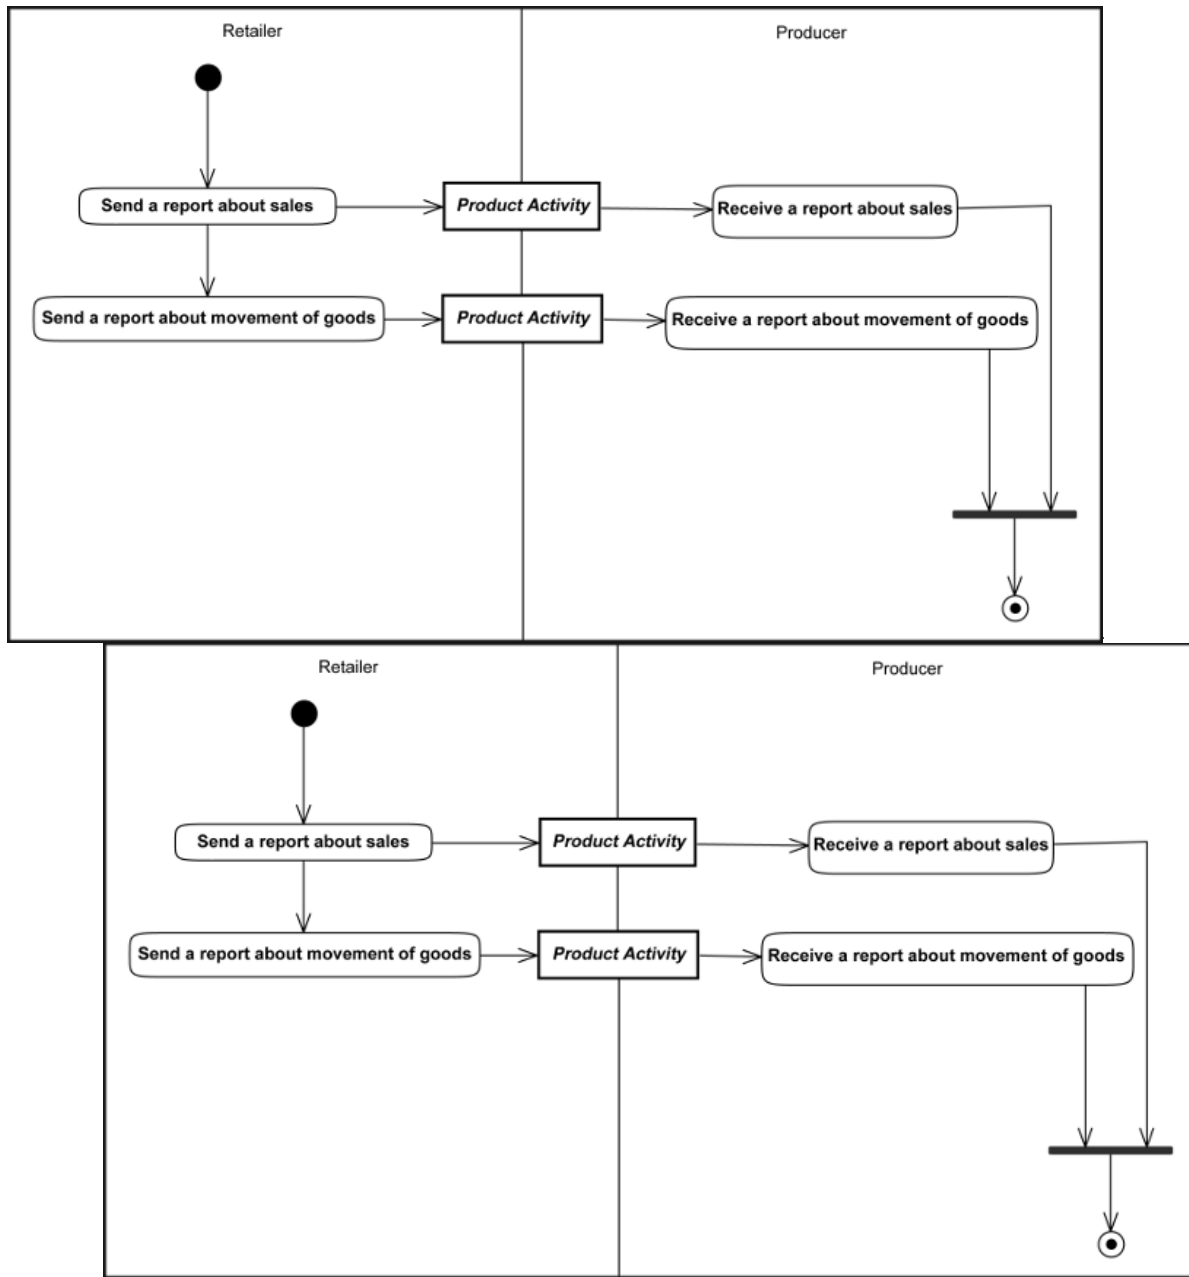 Retailer
Producer
Send a report about sales
Product Activity
Receive a report about sales
Send a report about movement of goods
Product Activity
Receive a report about movement of goods
Retailer
Producer
Send a report about sales
Product Activity
Receive a report about sales
Send a report about movement of goods
Product Activity
Receive a report about movement of goods